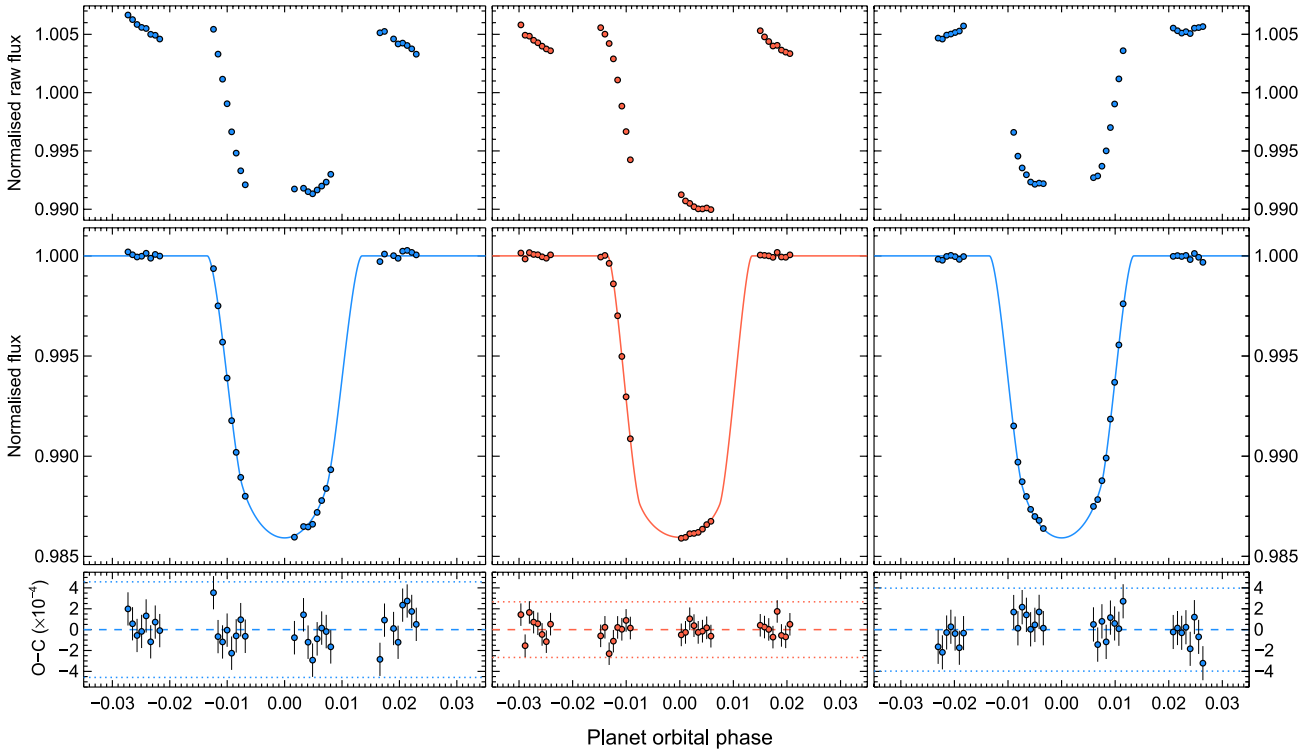 1.005 1.005
1.000 1.000
0.995 0.995
0.990 0.990
Normalised raw flux
1.000 1.000
0.995 0.995
0.990 0.990
0.985 0.985
Normalised flux
4 4
2 2
0 0
−2 −2
−4 −4
O−C (×10⁻⁴)
−0.03 −0.02 −0.01 0.00 0.01 0.02 0.03 −0.03 −0.02 −0.01 0.00 0.01 0.02 0.03 −0.03 −0.02 −0.01 0.00 0.01 0.02 0.03
Planet orbital phase